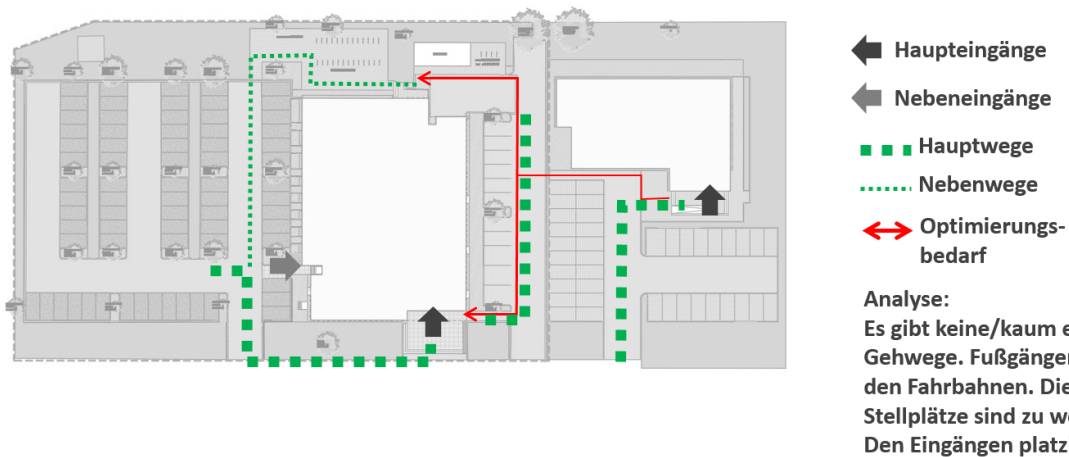 Haupteingänge
Nebeneingänge
Hauptwege
Nebenwege
Optimierungs-
bedarf
Analyse:
Es gibt keine/kaum e
Gehwege. Fußgänger
den Fahrbahnen. Die
Stellplätze sind zu we
Den Eingängen platz